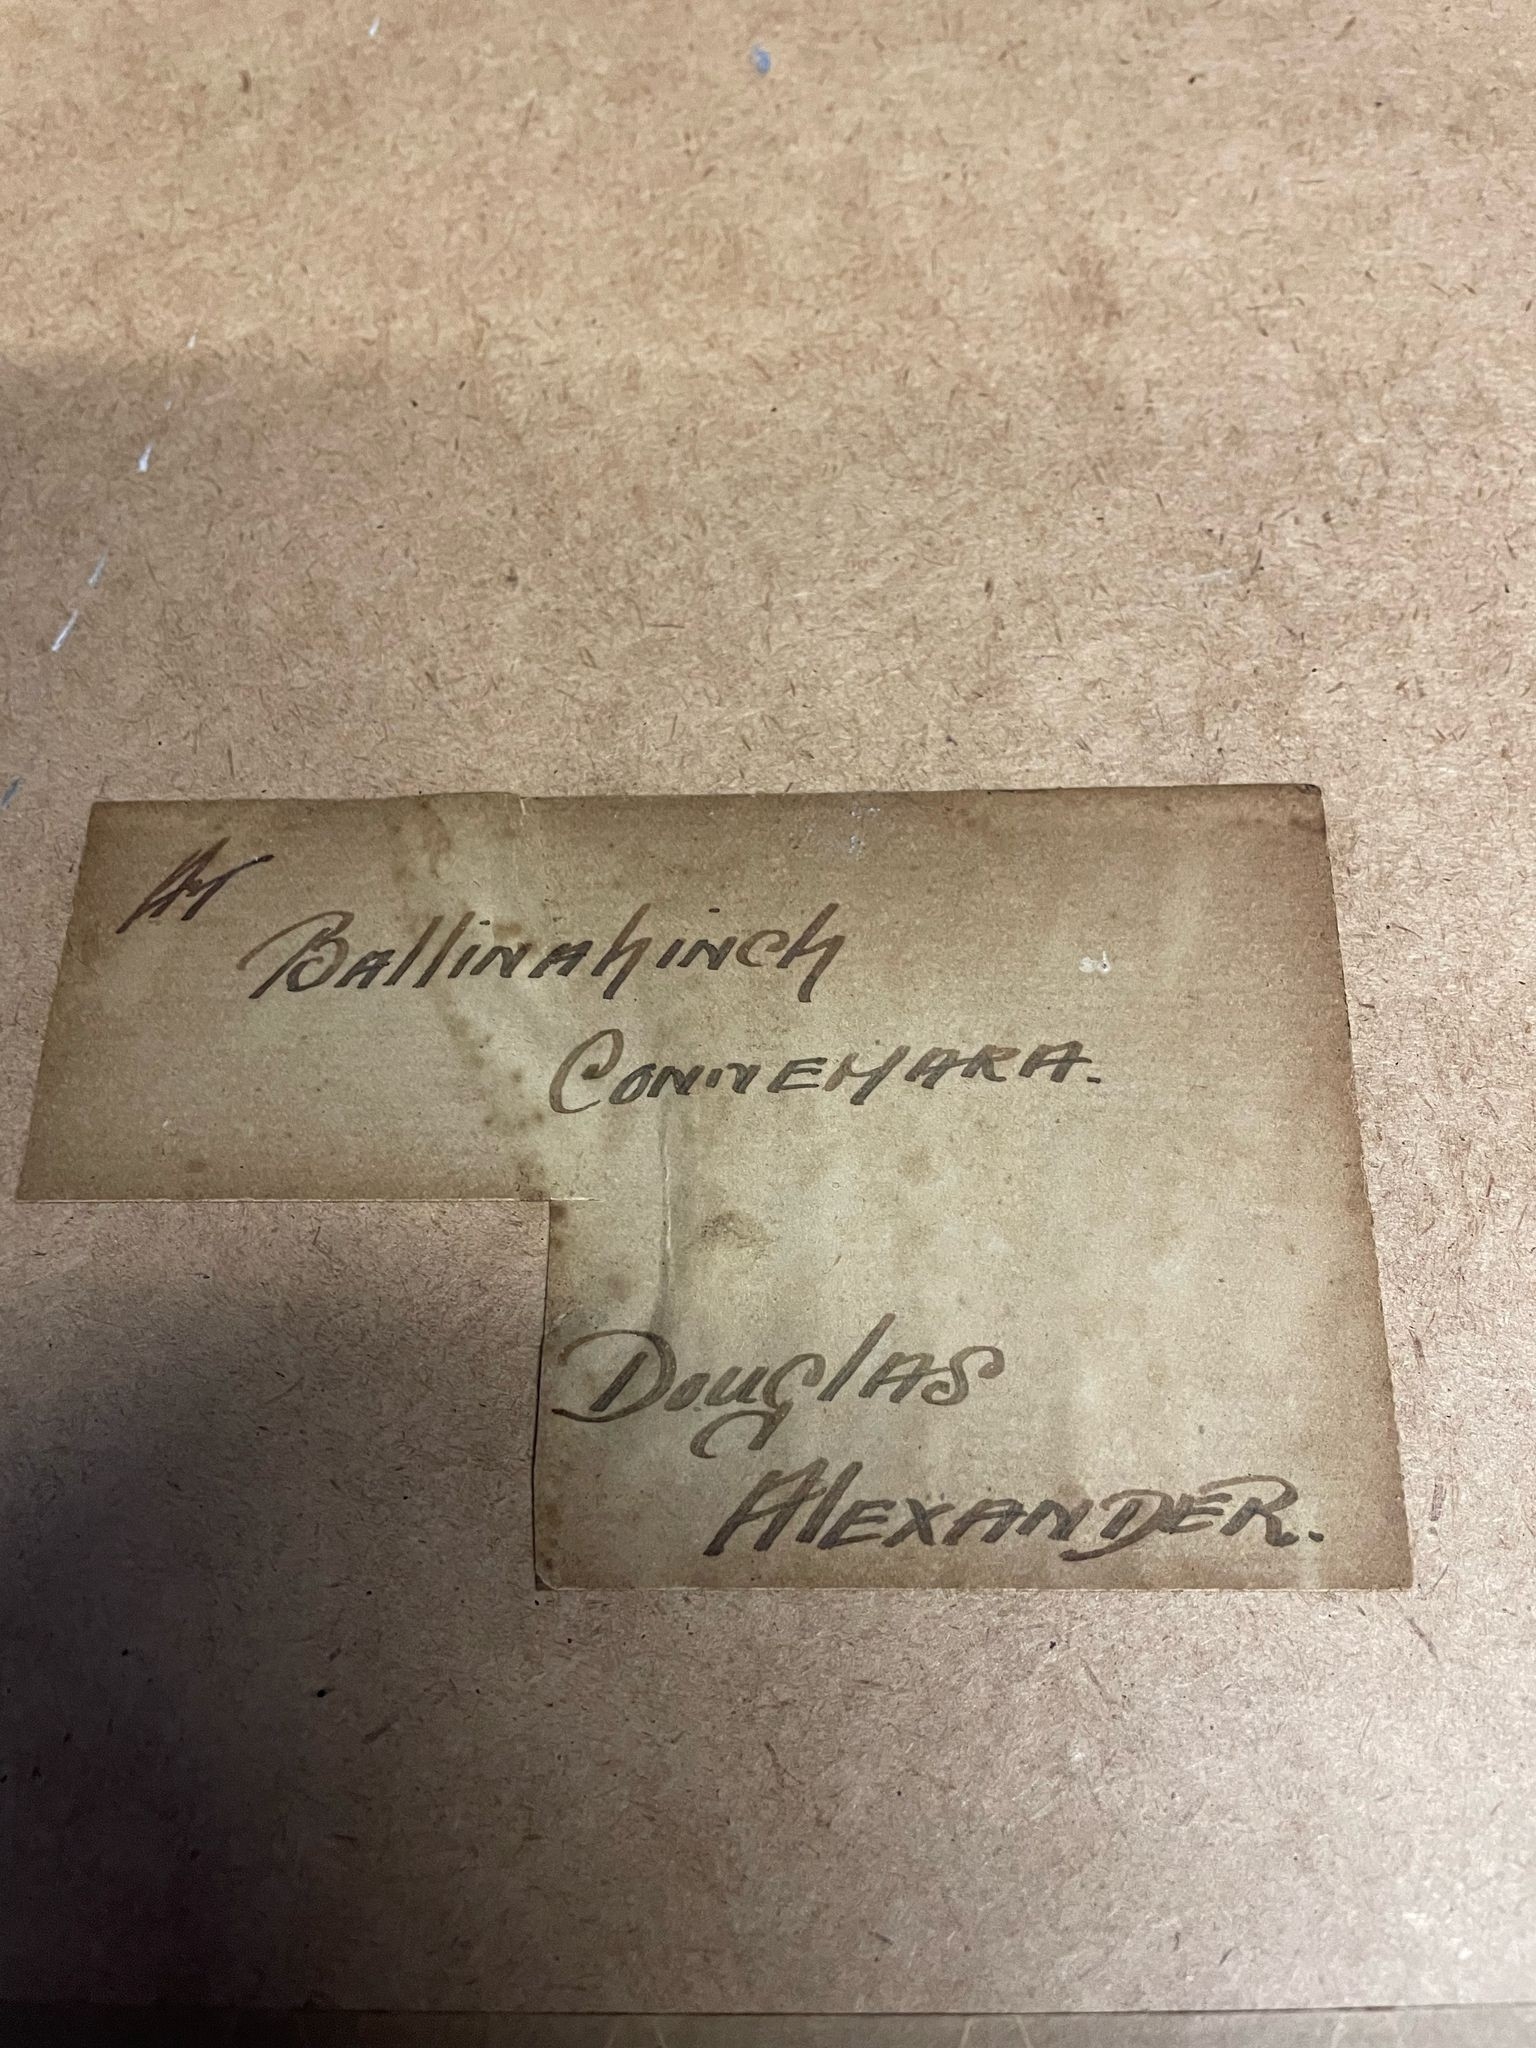 At
Ballinahinch
Connemara.
Douglas
Alexander.